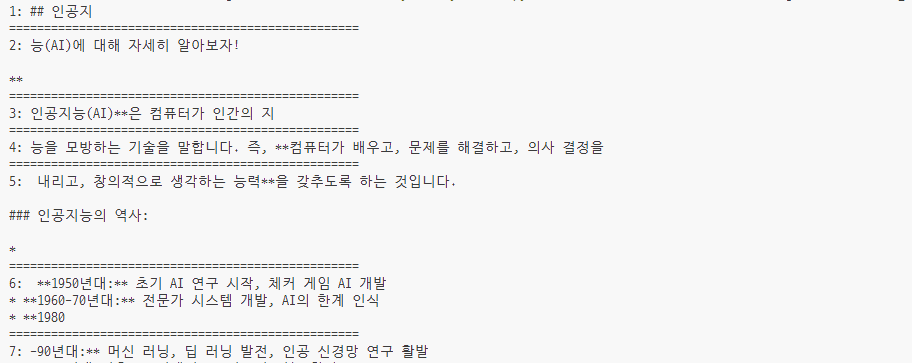 1: ## 인공지
==================================================
2: 능(AI)에 대해 자세히 알아보자!
**
==================================================
3: 인공지능(AI)**은 컴퓨터가 인간의 지
==================================================
4: 능을 모방하는 기술을 말합니다. 즉, **컴퓨터가 배우고, 문제를 해결하고, 의사 결정을
==================================================
5:  내리고, 창의적으로 생각하는 능력**을 갖추도록 하는 것입니다.
### 인공지능의 역사:
*
==================================================
6:  **1950년대:** 초기 AI 연구 시작, 체커 게임 AI 개발
* **1960-70년대:** 전문가 시스템 개발, AI의 한계 인식
* **1980
==================================================
7: -90년대:** 머신 러닝, 딥 러닝 발전, 인공 신경망 연구 활발